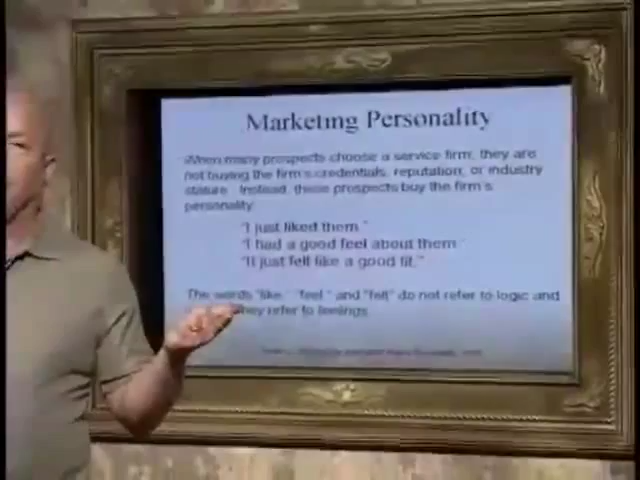 Marketing Personality
When many prospects choose a service firm, they are
not buying the firm's credentials, reputation, or industry
stature. Instead, these prospects buy the firm's
personality.
"I just liked them."
"I had a good feel about them."
"It just felt like a good fit."
The words "like," "feel," and "felt" do not refer to logic and
they refer to feelings.